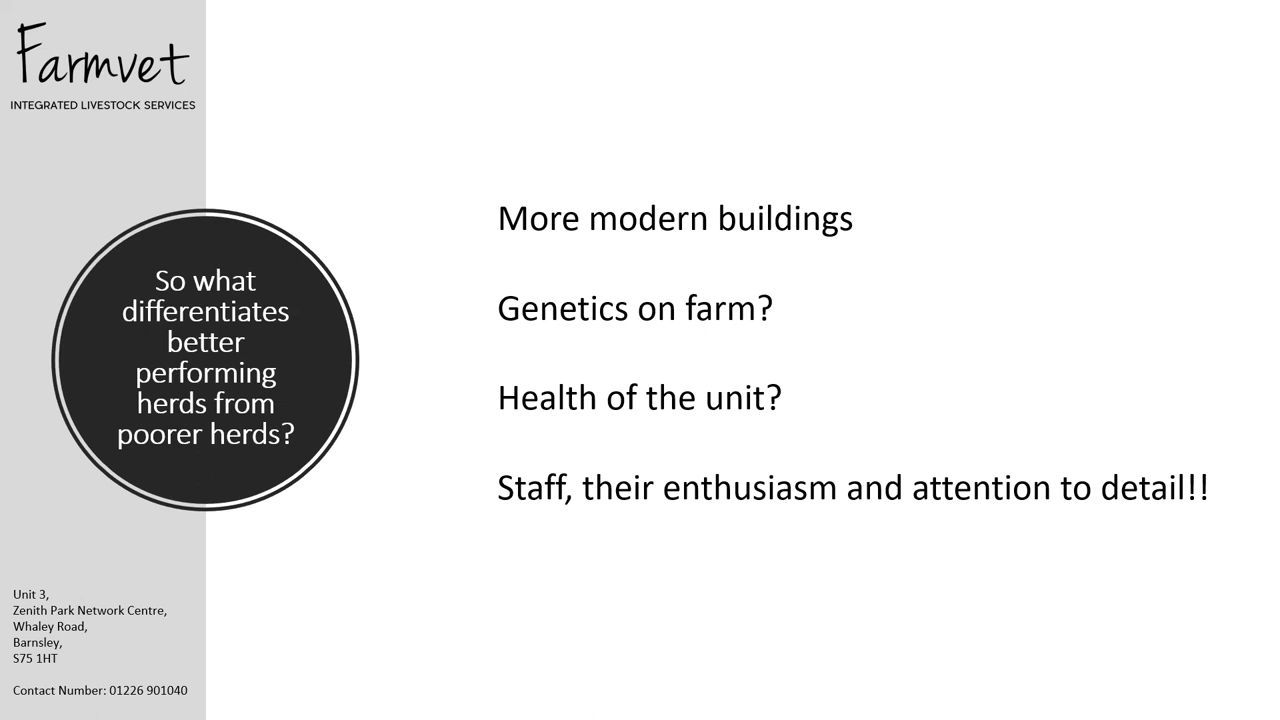 Farmvet
INTEGRATED LIVESTOCK SERVICES
So what
differentiates
better
performing
herds from
poorer herds?
More modern buildings
Genetics on farm?
Health of the unit?
Staff, their enthusiasm and attention to detail!!
Unit 3,
Zenith Park Network Centre,
Whaley Road,
Barnsley,
S75 1HT
Contact Number: 01226 901040